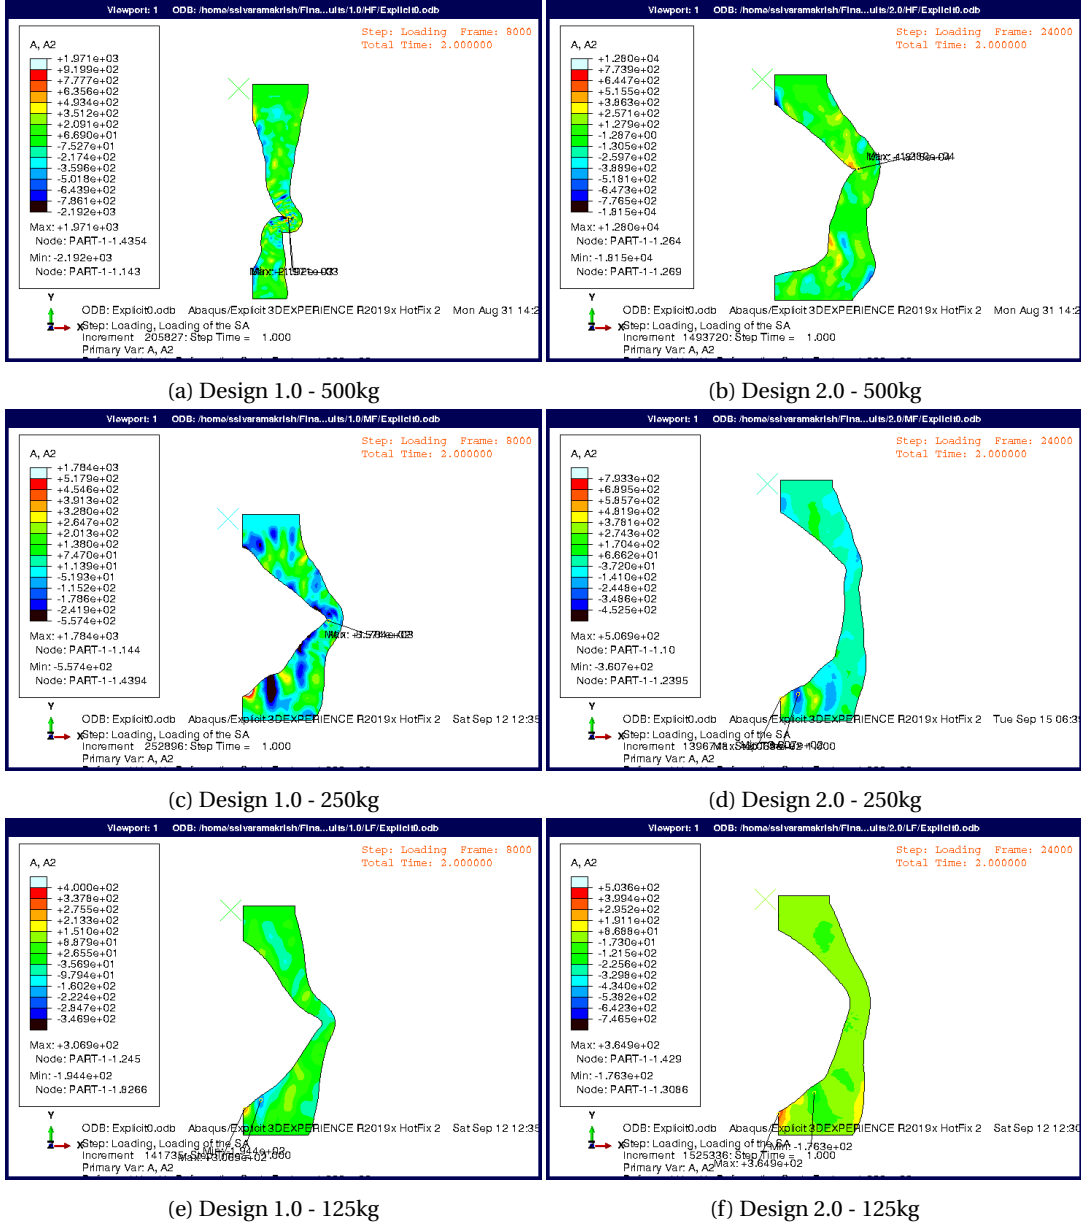 Viewport: 1 ODB: /home/ssivaramakrish/Fina...ults/1.0/HF/Explicit0.odb
Step: Loading Frame: 8000
Total Time: 2.000000
A, A2
+1.971e+03
+9.199e+02
+7.777e+02
+6.356e+02
+4.934e+02
+3.512e+02
+2.091e+02
+6.690e+01
-7.527e+01
-2.174e+02
-3.596e+02
-5.018e+02
-6.439e+02
-7.861e+02
-2.192e+03
Max: +1.971e+03
Node: PART-1-1.4354
Min: -2.192e+03
Node: PART-1-1.143
Y
X
ODB: Explicit0.odb Abaqus/Explicit 3DEXPERIENCE R2019x HotFix 2 Mon Aug 31 14:2
Step: Loading, Loading of the SA
Increment 205827: Step Time = 1.000
Primary Var: A, A2
(a) Design 1.0 - 500kg
Viewport: 1 ODB: /home/ssivaramakrish/Fina...ults/2.0/HF/Explicit0.odb
Step: Loading Frame: 24000
Total Time: 2.000000
A, A2
+1.280e+04
+7.739e+02
+6.447e+02
+5.155e+02
+3.863e+02
+2.571e+02
+1.279e+02
-1.287e+00
-1.305e+02
-2.597e+02
-3.889e+02
-5.181e+02
-6.473e+02
-7.765e+02
-1.815e+04
Max: +1.280e+04
Node: PART-1-1.264
Min: -1.815e+04
Node: PART-1-1.269
Y
X
ODB: Explicit0.odb Abaqus/Explicit 3DEXPERIENCE R2019x HotFix 2 Mon Aug 31 14:2
Step: Loading, Loading of the SA
Increment 1493720: Step Time = 1.000
Primary Var: A, A2
(b) Design 2.0 - 500kg
Viewport: 1 ODB: /home/ssivaramakrish/Fina...ults/1.0/MF/Explicit0.odb
Step: Loading Frame: 8000
Total Time: 2.000000
A, A2
+1.784e+03
+5.179e+02
+4.546e+02
+3.913e+02
+3.280e+02
+2.647e+02
+2.013e+02
+1.380e+02
+7.470e+01
+1.139e+01
-5.193e+01
-1.152e+02
-1.786e+02
-2.419e+02
-5.574e+02
Max: +1.784e+03
Node: PART-1-1.144
Min: -5.574e+02
Node: PART-1-1.4394
Y
X
ODB: Explicit0.odb Abaqus/Explicit 3DEXPERIENCE R2019x HotFix 2 Sat Sep 12 12:35
Step: Loading, Loading of the SA
Increment 252896: Step Time = 1.000
Primary Var: A, A2
(c) Design 1.0 - 250kg
Viewport: 1 ODB: /home/ssivaramakrish/Fina...ults/2.0/MF/Explicit0.odb
Step: Loading Frame: 24000
Total Time: 2.000000
A, A2
+7.933e+02
+6.895e+02
+5.857e+02
+4.819e+02
+3.781e+02
+2.743e+02
+1.704e+02
+6.662e+01
-3.720e+01
-1.410e+02
-2.448e+02
-3.486e+02
-4.525e+02
Max: +5.069e+02
Node: PART-1-1.10
Min: -3.607e+02
Node: PART-1-1.2395
Y
X
ODB: Explicit0.odb Abaqus/Explicit 3DEXPERIENCE R2019x HotFix 2 Tue Sep 15 06:39
Step: Loading, Loading of the SA
Primary Var: A, A2
(d) Design 2.0 - 250kg
Viewport: 1 ODB: /home/ssivaramakrish/Fina...ults/1.0/LF/Explicit0.odb
Step: Loading Frame: 8000
Total Time: 2.000000
A, A2
+4.000e+02
+3.378e+02
+2.755e+02
+2.133e+02
+1.510e+02
+8.879e+01
+2.655e+01
-3.569e+01
-9.794e+01
-1.602e+02
-2.224e+02
-2.847e+02
-3.469e+02
Max: +3.069e+02
Node: PART-1-1.245
Min: -1.944e+02
Node: PART-1-1.8266
Y
X
ODB: Explicit0.odb Abaqus/Explicit 3DEXPERIENCE R2019x HotFix 2 Sat Sep 12 12:35
Step: Loading, Loading of the SA
Primary Var: A, A2
(e) Design 1.0 - 125kg
Viewport: 1 ODB: /home/ssivaramakrish/Fina...ults/2.0/LF/Explicit0.odb
Step: Loading Frame: 24000
Total Time: 2.000000
A, A2
+5.036e+02
+3.994e+02
+2.952e+02
+1.911e+02
+8.688e+01
-1.730e+01
-1.215e+02
-2.256e+02
-3.298e+02
-4.340e+02
-5.382e+02
-6.423e+02
-7.465e+02
Max: +3.649e+02
Node: PART-1-1.429
Min: -1.763e+02
Node: PART-1-1.3086
Y
X
ODB: Explicit0.odb Abaqus/Explicit 3DEXPERIENCE R2019x HotFix 2 Sat Sep 12 12:30
Step: Loading, Loading of the SA
Min: -1.763e+02
Increment 1525336: Step Time = 1.000
Max: +3.649e+02
Primary Var: A, A2
(f) Design 2.0 - 125kg